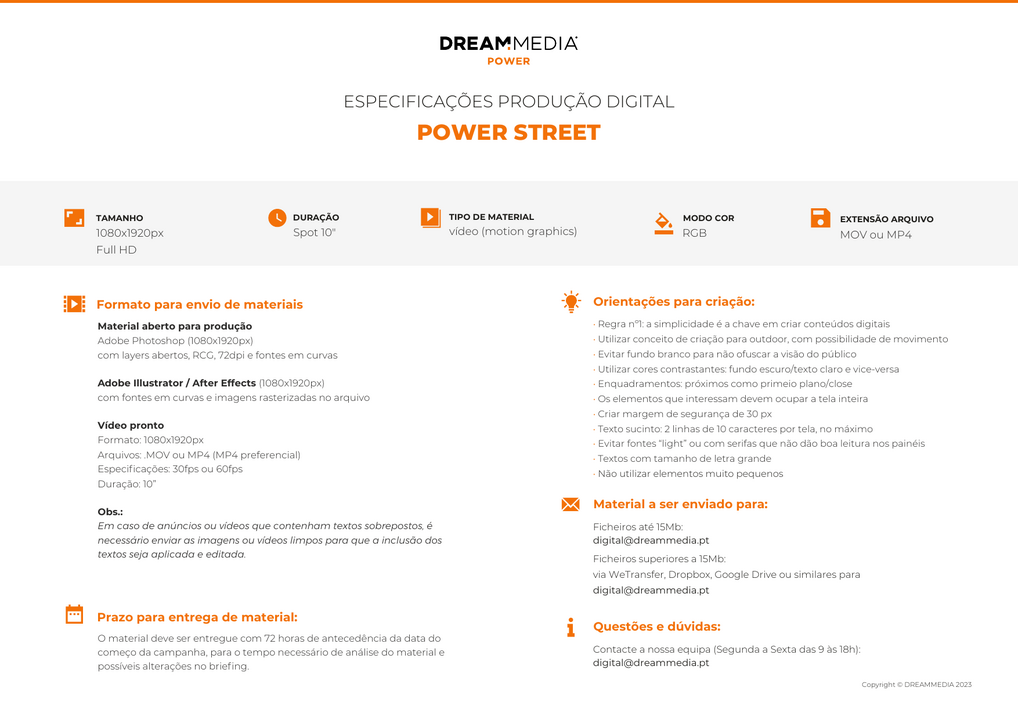 DREAMMEDIA
POWER
ESPECIFICAÇÕES PRODUÇÃO DIGITAL
POWER STREET
TAMANHO
1080x1920px
Full HD
DURAÇÃO
Spot 10"
TIPO DE MATERIAL
vídeo (motion graphics)
MODO COR
RGB
EXTENSÃO ARQUIVO
MOV ou MP4
Formato para envio de materiais
Material aberto para produção
Adobe Photoshop (1080x1920px)
com layers abertos, RCG, 72dpi e fontes em curvas
Adobe Illustrator / After Effects (1080x1920px)
com fontes em curvas e imagens rasterizadas no arquivo
Vídeo pronto
Formato: 1080x1920px
Arquivos: .MOV ou MP4 (MP4 preferencial)
Especificações: 30fps ou 60fps
Duração: 10”
Obs.:
Em caso de anúncios ou vídeos que contenham textos sobrepostos, é
necessário enviar as imagens ou vídeos limpos para que a inclusão dos
textos seja aplicada e editada.
Prazo para entrega de material:
O material deve ser entregue com 72 horas de antecedência da data do
começo da campanha, para o tempo necessário de análise do material e
possíveis alterações no briefing.
Orientações para criação:
· Regra nº1: a simplicidade é a chave em criar conteúdos digitais
· Utilizar conceito de criação para outdoor, com possibilidade de movimento
· Evitar fundo branco para não ofuscar a visão do público
· Utilizar cores contrastantes: fundo escuro/texto claro e vice-versa
· Enquadramentos: próximos como primeio plano/close
· Os elementos que interessam devem ocupar a tela inteira
· Criar margem de segurança de 30 px
· Texto sucinto: 2 linhas de 10 caracteres por tela, no máximo
· Evitar fontes “light” ou com serifas que não dão boa leitura nos painéis
· Textos com tamanho de letra grande
· Não utilizar elementos muito pequenos
Material a ser enviado para:
Ficheiros até 15Mb:
digital@dreammedia.pt
Ficheiros superiores a 15Mb:
via WeTransfer, Dropbox, Google Drive ou similares para
digital@dreammedia.pt
Questões e dúvidas:
Contacte a nossa equipa (Segunda a Sexta das 9 às 18h):
digital@dreammedia.pt
Copyright © DREAMMEDIA 2023